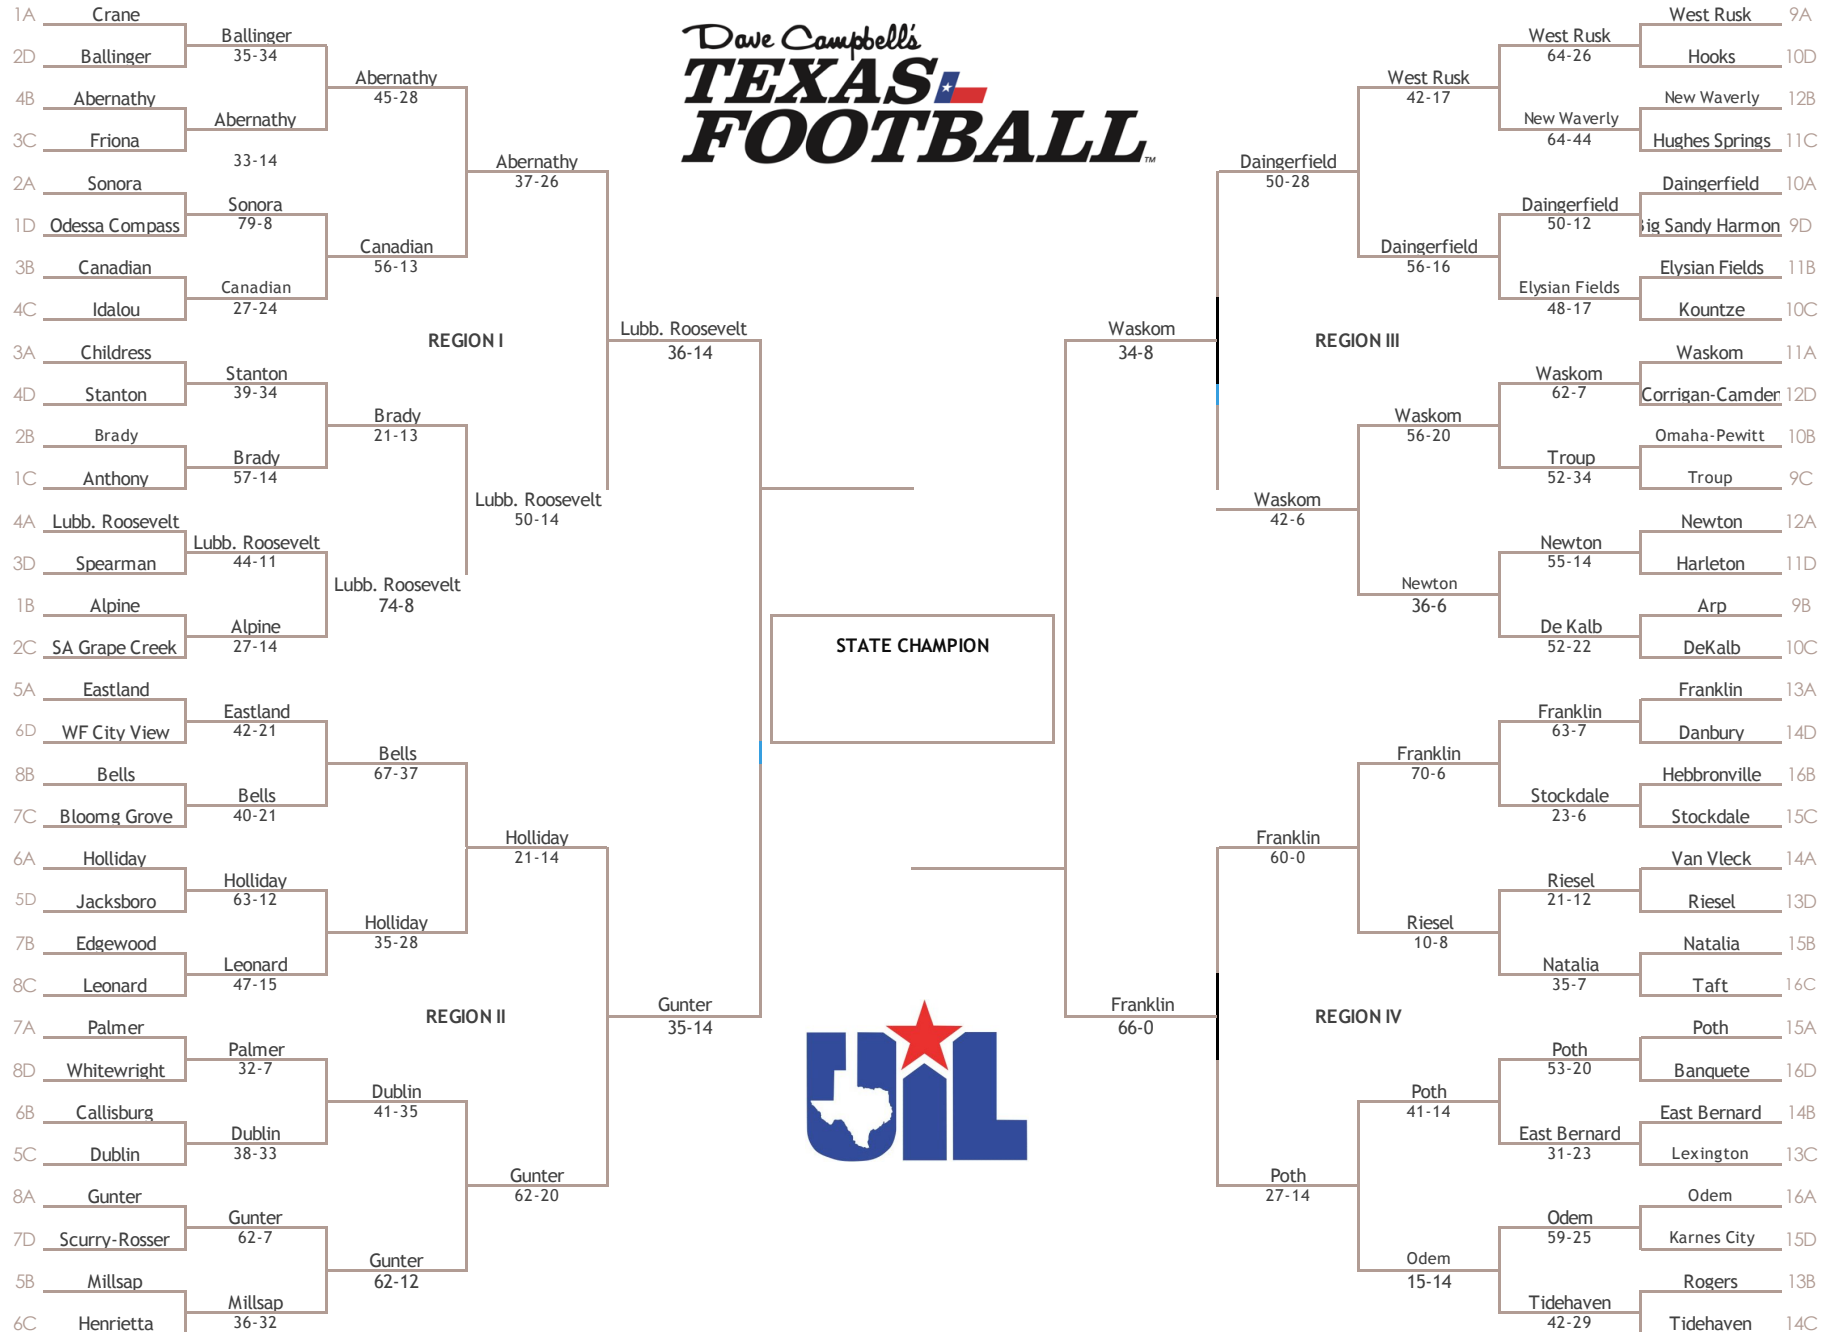 Dave Campbell's
TEXAS
FOOTBALL™
1A Crane
Ballinger
35-34
2D Ballinger
Abernathy
45-28
4B Abernathy
Abernathy
33-14
3C Friona
Abernathy
37-26
2A Sonora
Sonora
79-8
1D Odessa Compass
Canadian
56-13
3B Canadian
Canadian
27-24
4C Idalou
REGION I
Lubb. Roosevelt
36-14
3A Childress
Stanton
39-34
4D Stanton
Brady
21-13
2B Brady
Brady
57-14
1C Anthony
Lubb. Roosevelt
50-14
4A Lubb. Roosevelt
Lubb. Roosevelt
44-11
3D Spearman
Lubb. Roosevelt
74-8
1B Alpine
Alpine
27-14
2C SA Grape Creek
5A Eastland
Eastland
42-21
6D WF City View
Bells
67-37
8B Bells
Bells
40-21
7C Bloomg Grove
Holliday
21-14
6A Holliday
Holliday
63-12
5D Jacksboro
Holliday
35-28
7B Edgewood
Leonard
47-15
8C Leonard
REGION II
Gunter
35-14
7A Palmer
Palmer
32-7
8D Whitewright
Dublin
41-35
6B Callisburg
Dublin
38-33
5C Dublin
Gunter
62-20
8A Gunter
Gunter
62-7
7D Scurry-Rosser
Gunter
62-12
5B Millsap
Millsap
36-32
6C Henrietta
STATE CHAMPION
UIL
West Rusk 9A
West Rusk
64-26
Hooks 10D
West Rusk
42-17
New Waverly 12B
New Waverly
64-44
Hughes Springs 11C
Daingerfield
50-28
Daingerfield 10A
Daingerfield
50-12
ig Sandy Harmon 9D
Daingerfield
56-16
Elysian Fields 11B
Elysian Fields
48-17
Kountze 10C
Waskom
34-8
REGION III
Waskom 11A
Waskom
62-7
Corrigan-Camden 12D
Waskom
56-20
Omaha-Pewitt 10B
Troup
52-34
Troup 9C
Waskom
42-6
Newton 12A
Newton
55-14
Harleton 11D
Newton
36-6
Arp 9B
De Kalb
52-22
DeKalb 10C
Franklin 13A
Franklin
63-7
Danbury 14D
Franklin
70-6
Hebbronville 16B
Stockdale
23-6
Stockdale 15C
Franklin
60-0
Van Vleck 14A
Riesel
21-12
Riesel 13D
Riesel
10-8
Natalia 15B
Natalia
35-7
Taft 16C
Franklin
66-0
REGION IV
Poth 15A
Poth
53-20
Banquete 16D
Poth
41-14
East Bernard 14B
East Bernard
31-23
Lexington 13C
Poth
27-14
Odem 16A
Odem
59-25
Karnes City 15D
Odem
15-14
Rogers 13B
Tidehaven
42-29
Tidehaven 14C